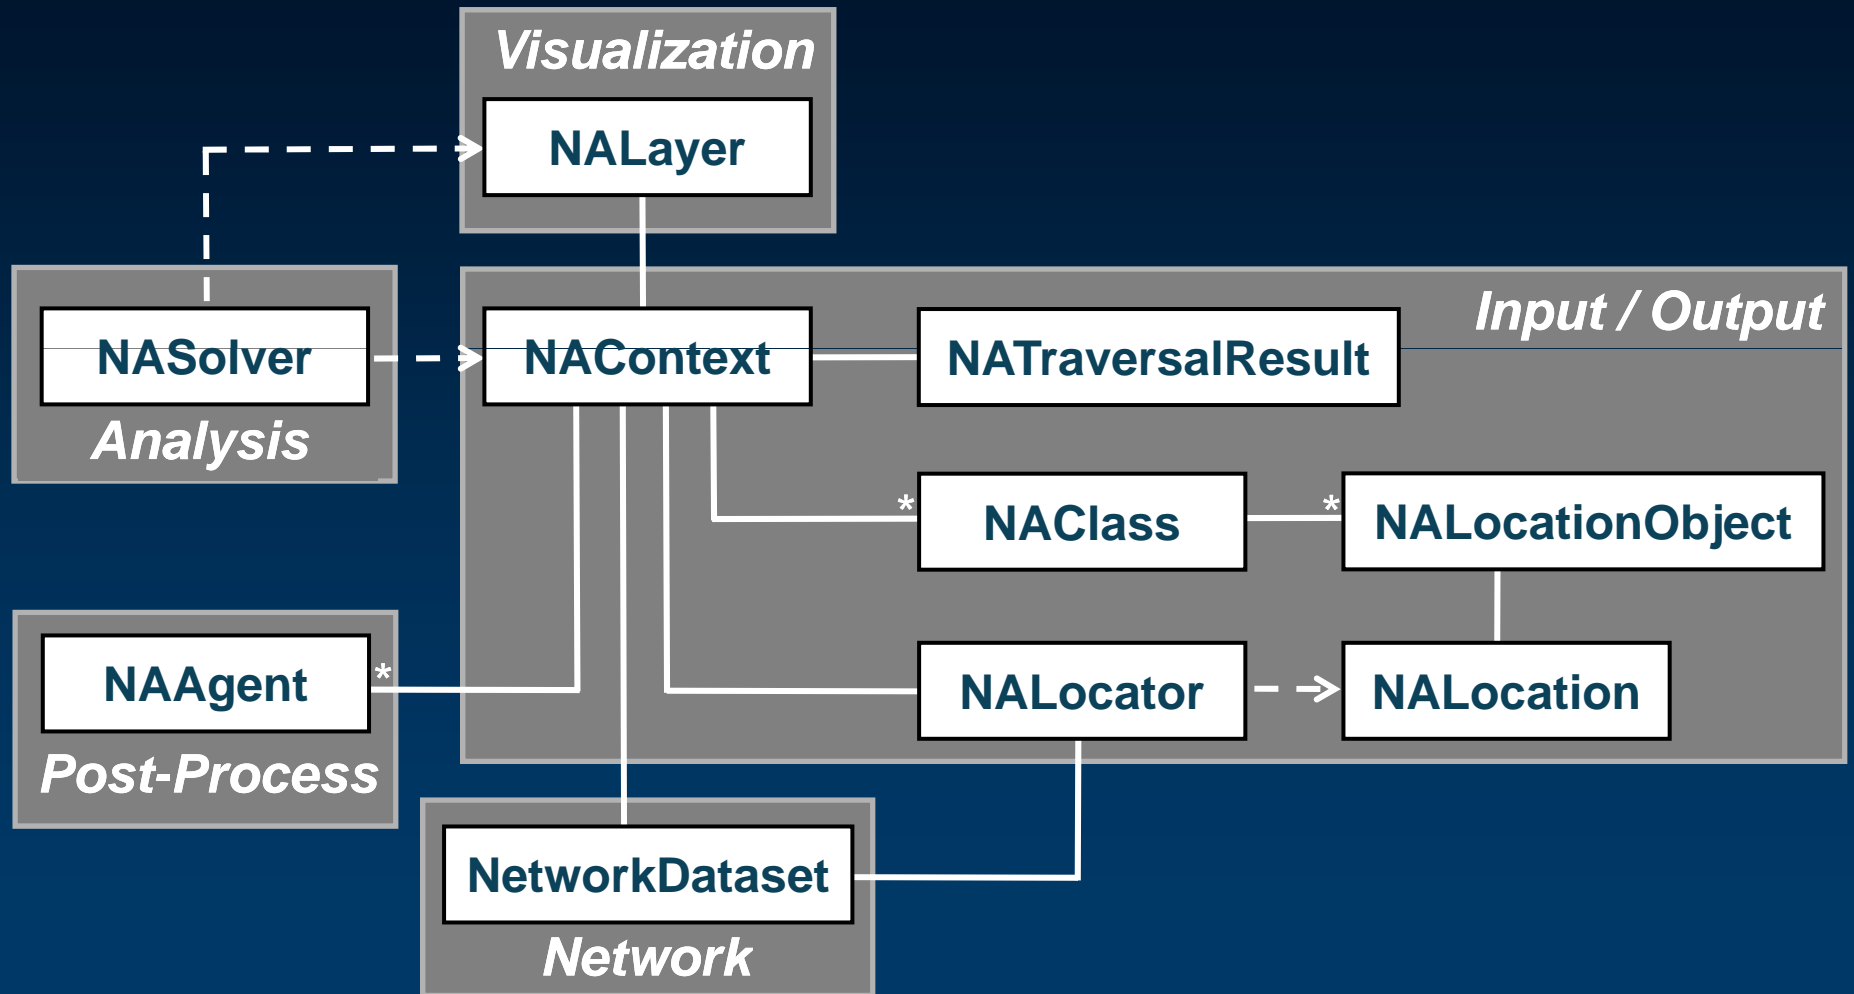 Visualization
NALayer
Input / Output
NASolver
NAContext
NATraversalResult
Analysis
*
NAClass
*
NALocationObject
NAAgent
*
NALocator
NALocation
Post-Process
NetworkDataset
Network